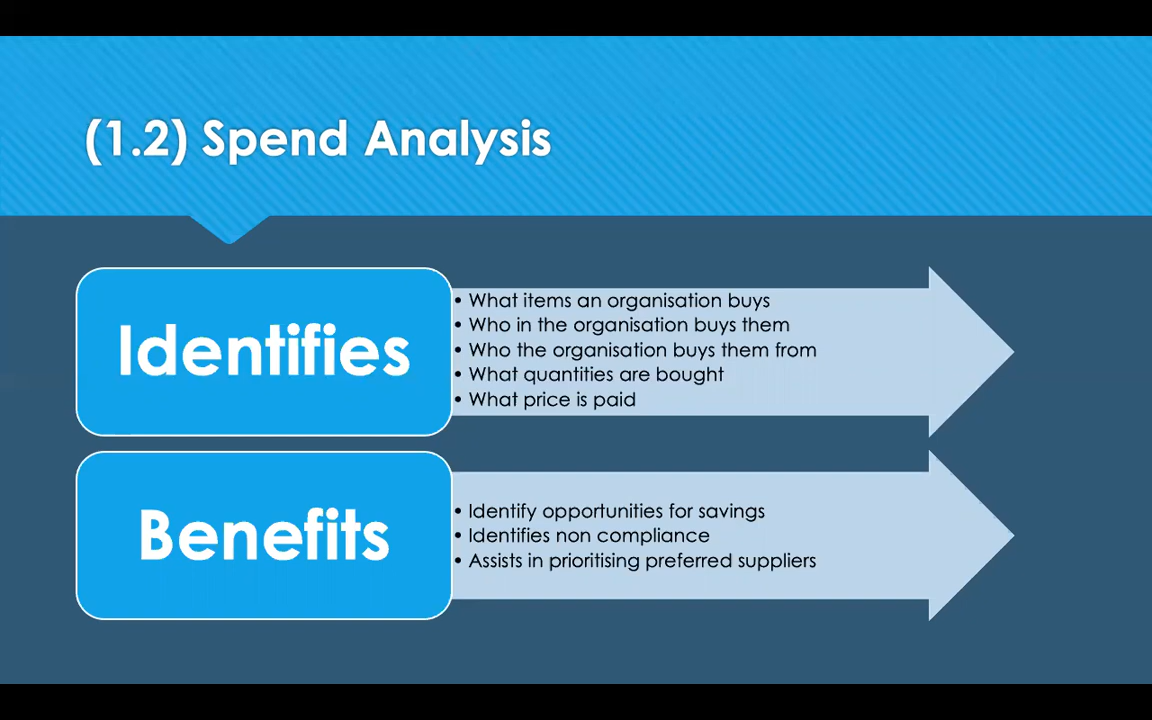 (1.2) Spend Analysis
Identifies
• What items an organisation buys
• Who in the organisation buys them
• Who the organisation buys them from
• What quantities are bought
• What price is paid
Benefits
• Identify opportunities for savings
• Identifies non compliance
• Assists in prioritising preferred suppliers